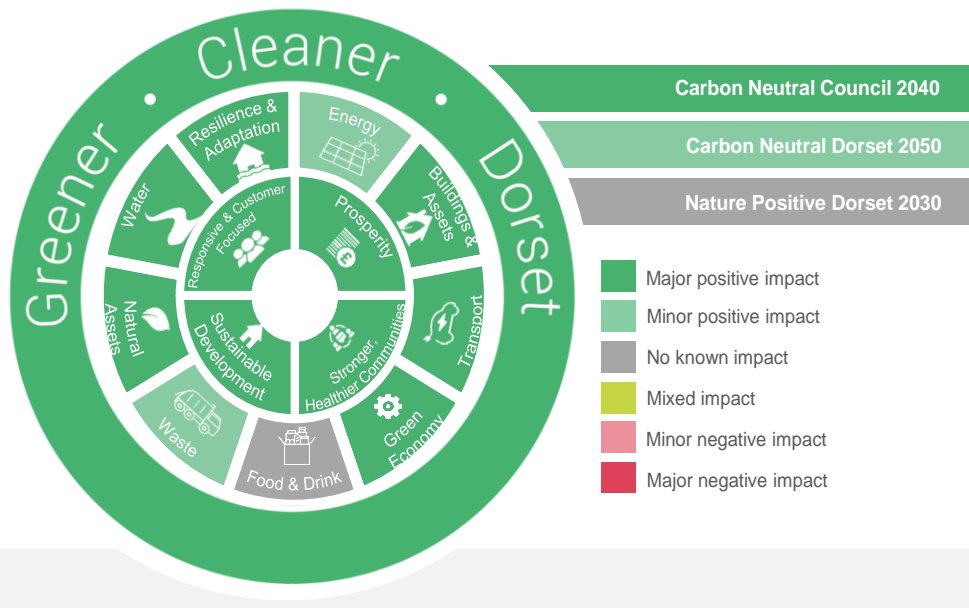 Greener • Cleaner • Dorset
Resilience &
Adaptation
Energy
Buildings &
Assets
Transport
Green
Economy
Food & Drink
Waste
Natural
Assets
Water
Responsive & Customer
Focused
Prosperity
Stronger,
Healthier Communities
Sustainable
Development
Carbon Neutral Council 2040
Carbon Neutral Dorset 2050
Nature Positive Dorset 2030
Major positive impact
Minor positive impact
No known impact
Mixed impact
Minor negative impact
Major negative impact